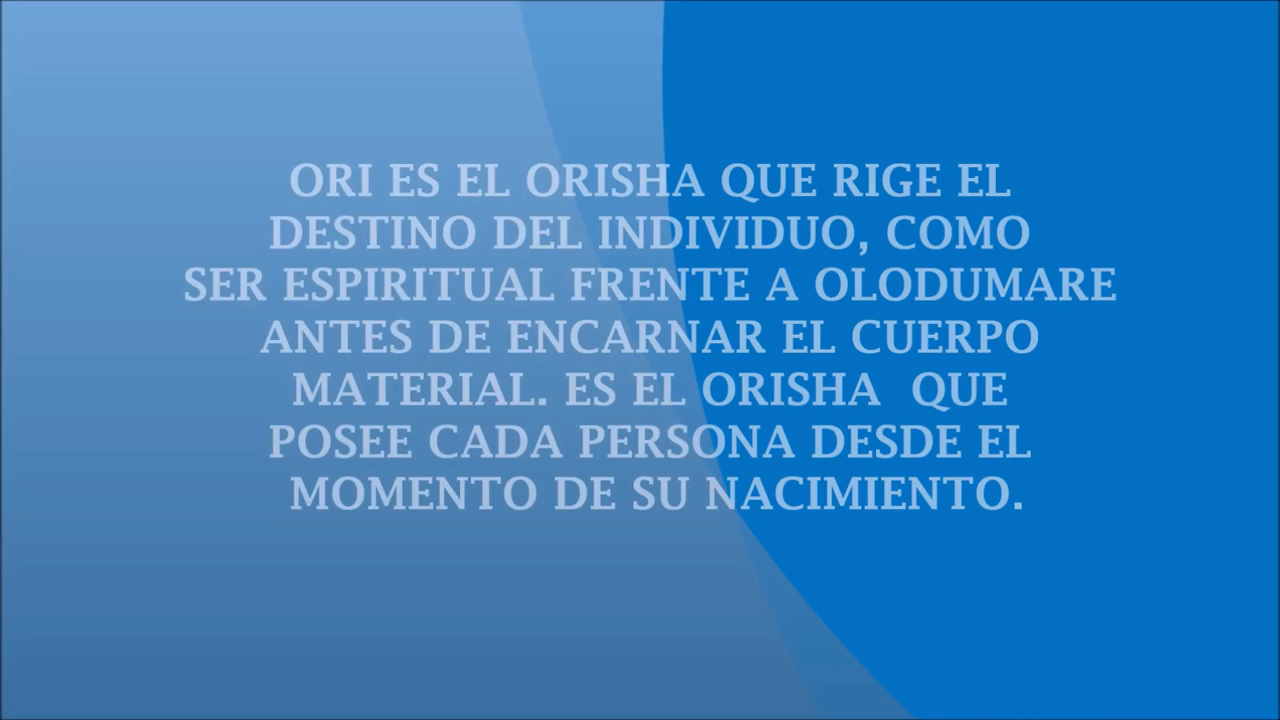 ORI ES EL ORISHA QUE RIGE EL
DESTINO DEL INDIVIDUO, COMO
SER ESPIRITUAL FRENTE A OLODUMARE
ANTES DE ENCARNAR EL CUERPO
MATERIAL. ES EL ORISHA  QUE
POSEE CADA PERSONA DESDE EL
MOMENTO DE SU NACIMIENTO.